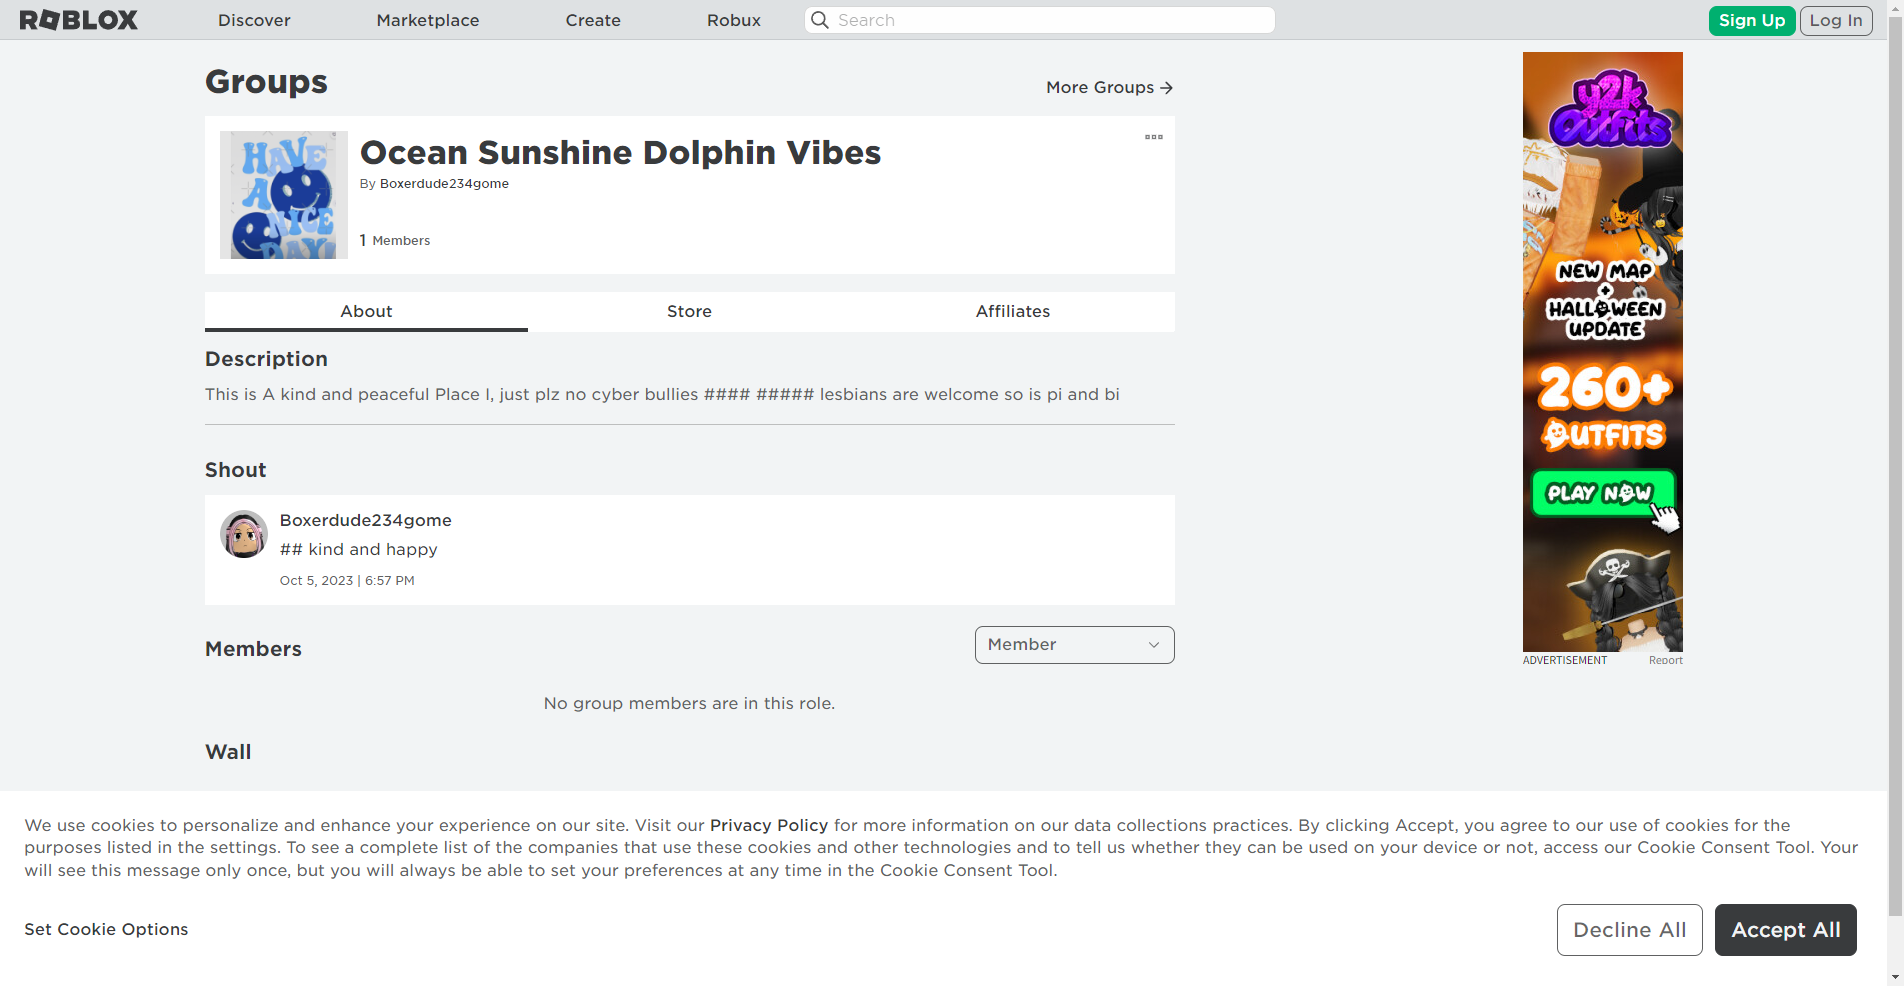 ROBLOX
Discover
Marketplace
Create
Robux
Search
Sign Up
Log In
Groups
More Groups
HAVE
A
NICE
DAY!
Ocean Sunshine Dolphin Vibes
By Boxerdude234gome
1 Members
About
Store
Affiliates
Description
This is A kind and peaceful Place I, just plz no cyber bullies #### ##### lesbians are welcome so is pi and bi
Shout
Boxerdude234gome
## kind and happy
Oct 5, 2023 | 6:57 PM
Members
Member
No group members are in this role.
Wall
y2k
Outfits
NEW MAP
+
HALLOWEEN
UPDATE
260+
OUTFITS
PLAY NOW
ADVERTISEMENT
Report
We use cookies to personalize and enhance your experience on our site. Visit our Privacy Policy for more information on our data collections practices. By clicking Accept, you agree to our use of cookies for the
purposes listed in the settings. To see a complete list of the companies that use these cookies and other technologies and to tell us whether they can be used on your device or not, access our Cookie Consent Tool. Your
will see this message only once, but you will always be able to set your preferences at any time in the Cookie Consent Tool.
Set Cookie Options
Decline All
Accept All